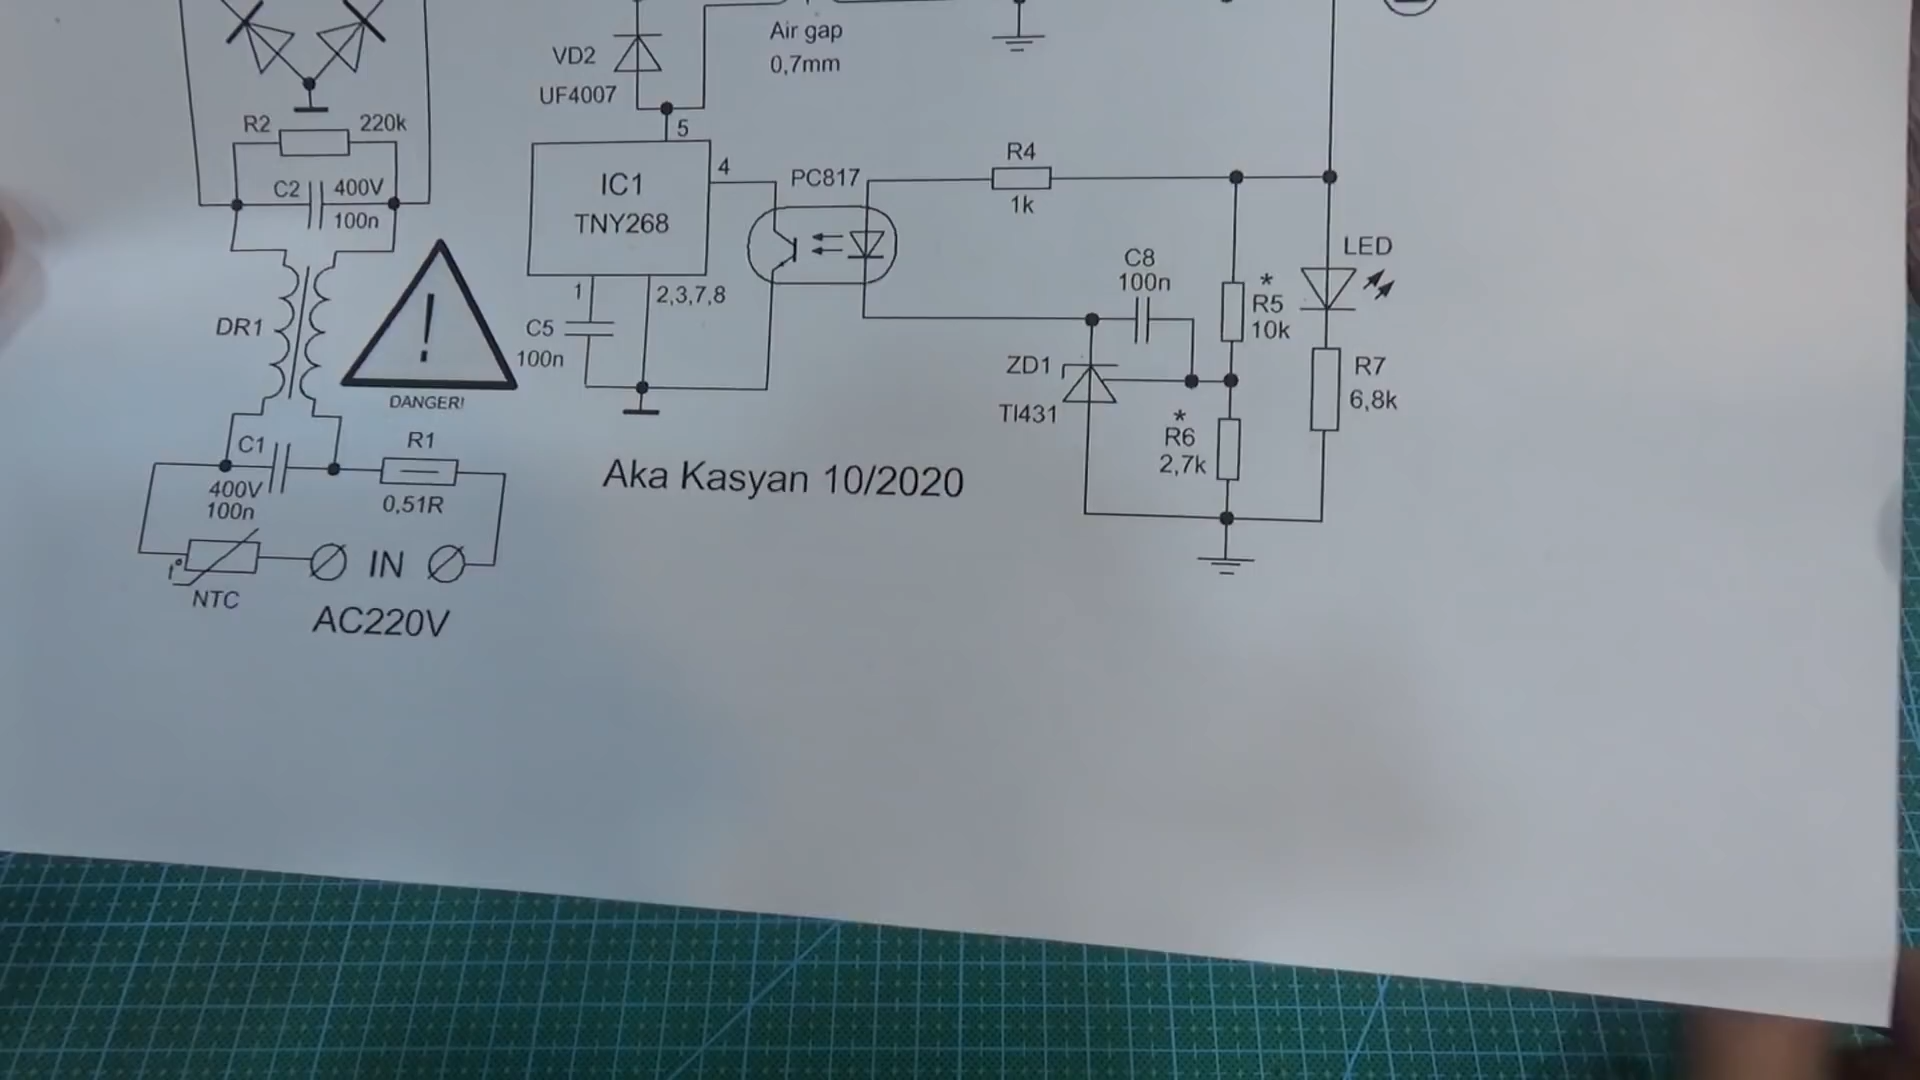 Air gap
0,7mm
VD2
UF4007
5
R2
220k
C2
400V
100n
IC1
TNY268
4
PC817
R4
1k
1
2,3,7,8
C5
100n
DR1
!
DANGER!
C8
100n
LED
*
R5
10k
ZD1
TI431
*
R6
2,7k
R7
6,8k
C1
400V
100n
R1
0,51R
Aka Kasyan 10/2020
t°
NTC
IN
AC220V